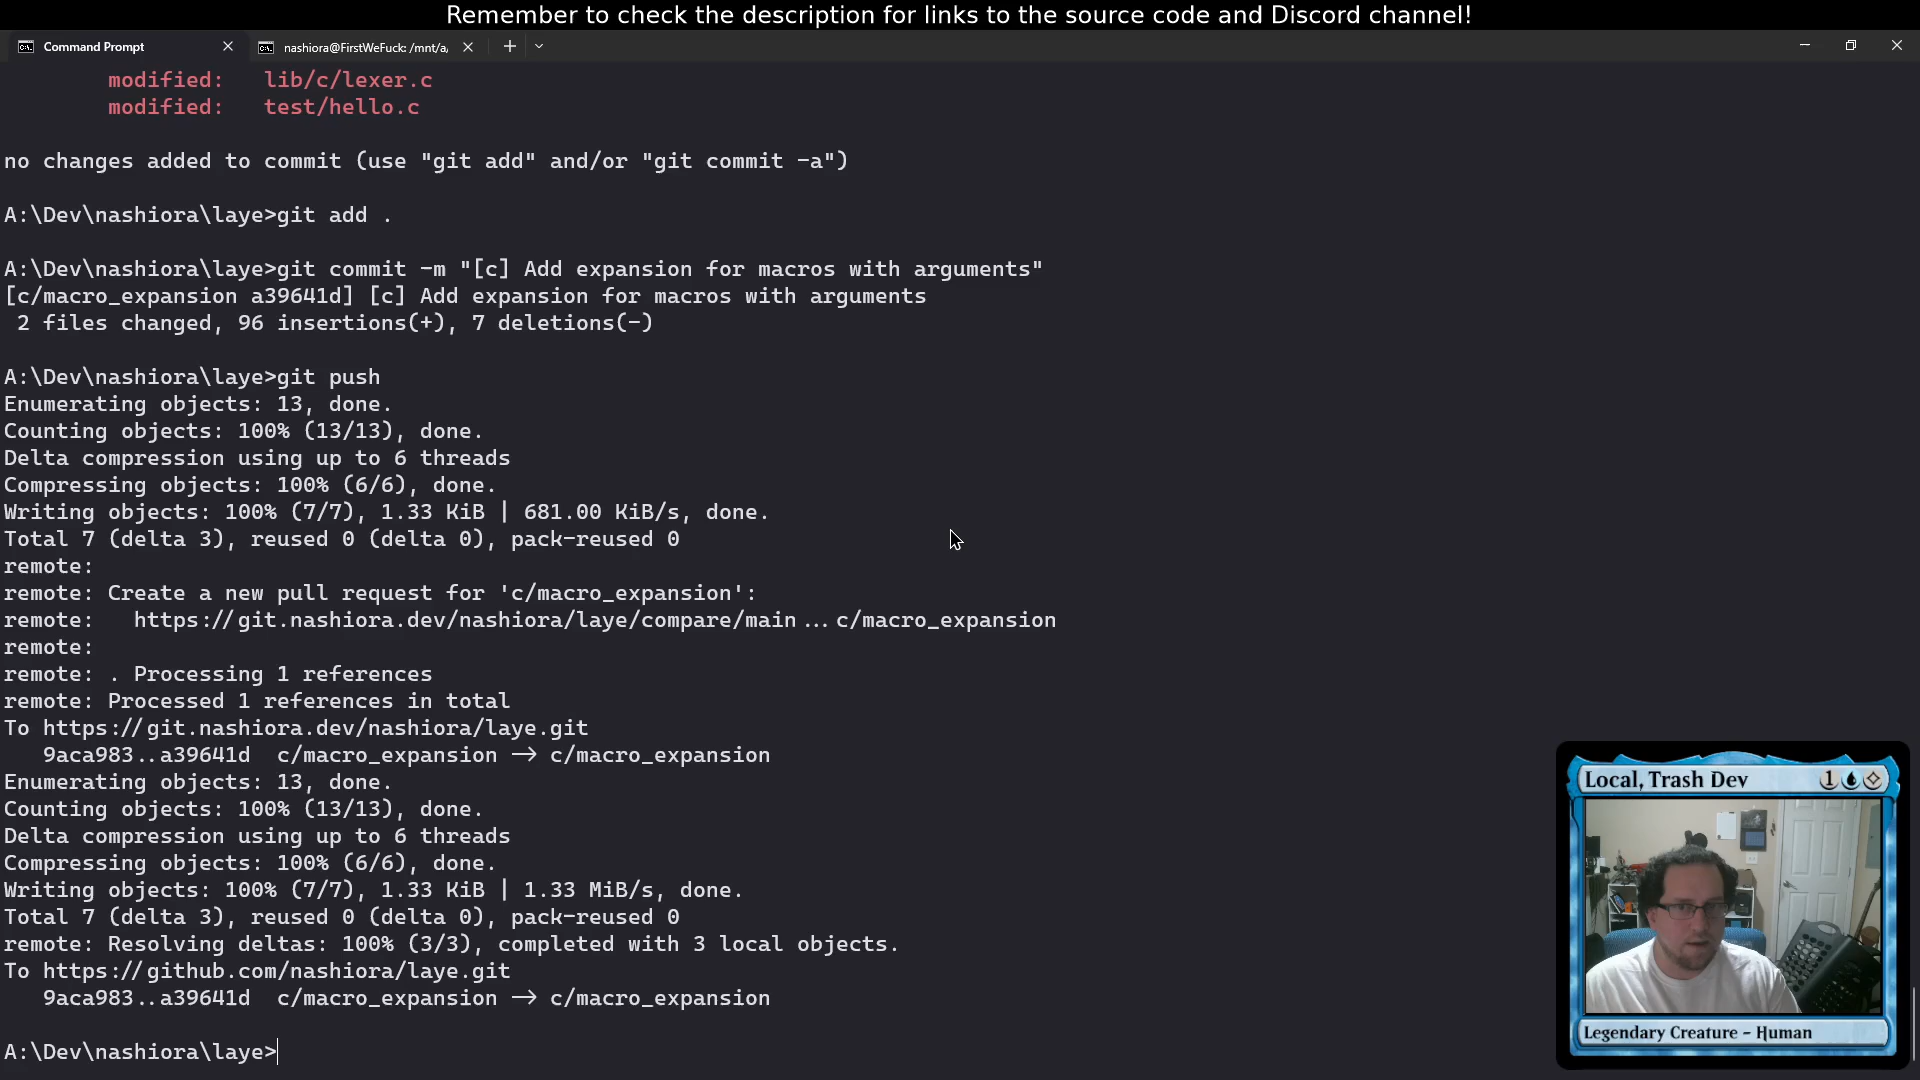 Remember to check the description for links to the source code and Discord channel!
Command Prompt
nashiora@FirstWeFuck: /mnt/a/
modified:   lib/c/lexer.c
modified:   test/hello.c
no changes added to commit (use "git add" and/or "git commit -a")
A:\Dev\nashiora\laye>git add .
A:\Dev\nashiora\laye>git commit -m "[c] Add expansion for macros with arguments"
[c/macro_expansion a39641d] [c] Add expansion for macros with arguments
2 files changed, 96 insertions(+), 7 deletions(-)
A:\Dev\nashiora\laye>git push
Enumerating objects: 13, done.
Counting objects: 100% (13/13), done.
Delta compression using up to 6 threads
Compressing objects: 100% (6/6), done.
Writing objects: 100% (7/7), 1.33 KiB | 681.00 KiB/s, done.
Total 7 (delta 3), reused 0 (delta 0), pack-reused 0
remote:
remote: Create a new pull request for 'c/macro_expansion':
remote:   https://git.nashiora.dev/nashiora/laye/compare/main...c/macro_expansion
remote:
remote: . Processing 1 references
remote: Processed 1 references in total
To https://git.nashiora.dev/nashiora/laye.git
9aca983..a39641d  c/macro_expansion -> c/macro_expansion
Enumerating objects: 13, done.
Counting objects: 100% (13/13), done.
Delta compression using up to 6 threads
Compressing objects: 100% (6/6), done.
Writing objects: 100% (7/7), 1.33 KiB | 1.33 MiB/s, done.
Total 7 (delta 3), reused 0 (delta 0), pack-reused 0
remote: Resolving deltas: 100% (3/3), completed with 3 local objects.
To https://github.com/nashiora/laye.git
9aca983..a39641d  c/macro_expansion -> c/macro_expansion
A:\Dev\nashiora\laye>
Local, Trash Dev 1
Legendary Creature - Human